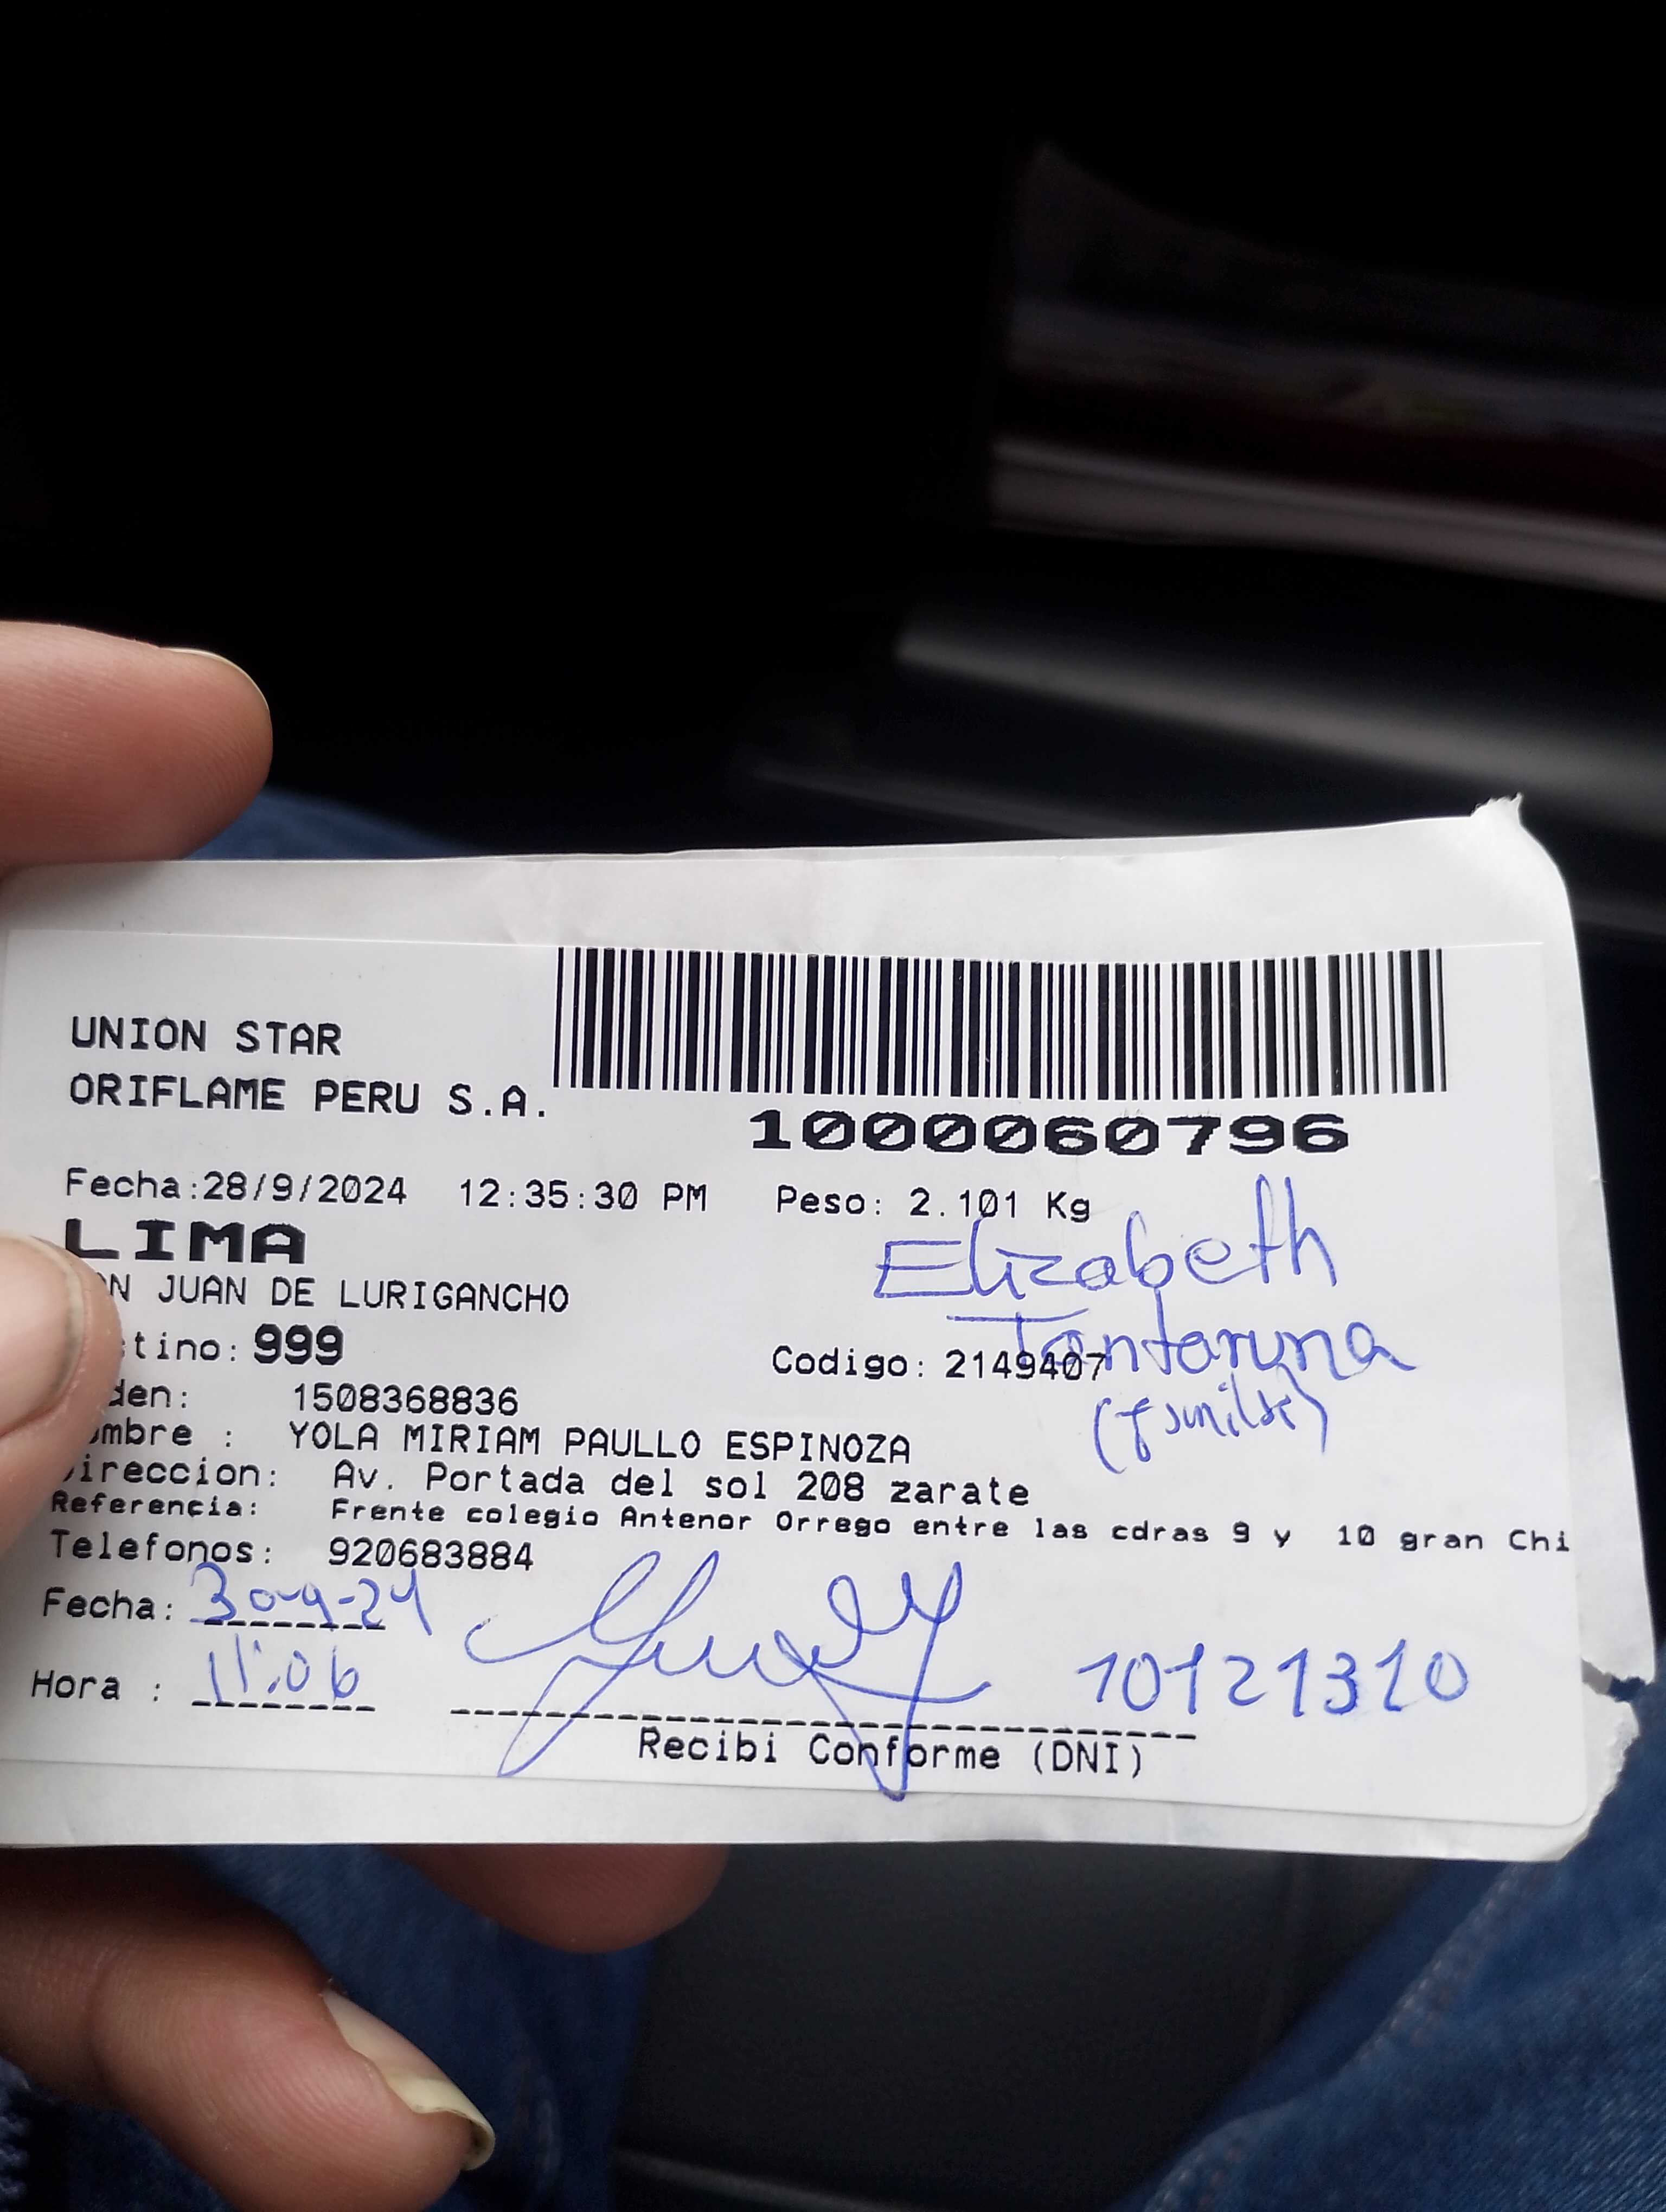 UNION STAR
ORIFLAME PERU S.A.
1000060796
Fecha:28/9/2024 12:35:30 PM Peso: 2.101 Kg
LIMA
N JUAN DE LURIGANCHO
Elizabeth
tino: 999
Codigo: 2149407
den: 1508368836
mbre : YOLA MIRIAM PAULLO ESPINOZA
ireccion: Av. Portada del sol 208 zarate
Referencia: Frente colegio Antenor Orrego entre las cdras 9 y 10 gran Chi
Telefonos: 920683884
Fecha: 30-9-24
Hora : 11:06
10121310
Recibi Conforme (DNI)